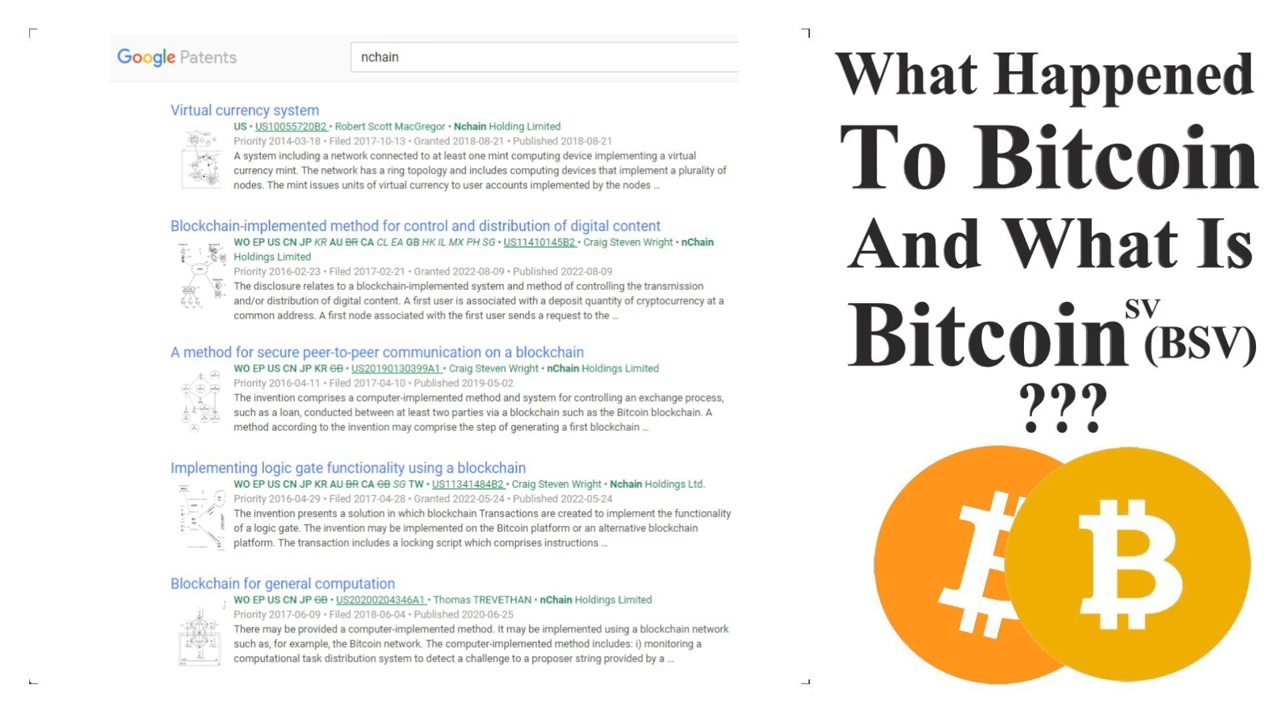 Google Patents
nchain
Virtual currency system
US • US10055720B2 • Robert Scott MacGregor • Nchain Holding Limited
Priority 2014-03-18 • Filed 2017-10-13 • Granted 2018-08-21 • Published 2018-08-21
A system including a network connected to at least one mint computing device implementing a virtual
currency mint. The network has a ring topology and includes computing devices that implement a plurality of
nodes. The mint issues units of virtual currency to user accounts implemented by the nodes ...
Blockchain-implemented method for control and distribution of digital content
WO EP US CN JP KR AU BR CA CL EA GB HK IL MX PH SG • US11410145B2 • Craig Steven Wright • nChain
Holdings Limited
Priority 2016-02-23 • Filed 2017-02-21 • Granted 2022-08-09 • Published 2022-08-09
The disclosure relates to a blockchain-implemented system and method of controlling the transmission
and/or distribution of digital content. A first user is associated with a deposit quantity of cryptocurrency at a
common address. A first node associated with the first user sends a request to the ...
A method for secure peer-to-peer communication on a blockchain
WO EP US CN JP KR GB • US20190130399A1 • Craig Steven Wright • nChain Holdings Limited
Priority 2016-04-11 • Filed 2017-04-10 • Published 2019-05-02
The invention comprises a computer-implemented method and system for controlling an exchange process,
such as a loan, conducted between at least two parties via a blockchain such as the Bitcoin blockchain. A
method according to the invention may comprise the step of generating a first blockchain ...
Implementing logic gate functionality using a blockchain
WO EP US CN JP KR AU BR CA GB SG TW • US11341484B2 • Craig Steven Wright • Nchain Holdings Ltd.
Priority 2016-04-29 • Filed 2017-04-28 • Granted 2022-05-24 • Published 2022-05-24
The invention presents a solution in which blockchain Transactions are created to implement the functionality
of a logic gate. The invention may be implemented on the Bitcoin platform or an alternative blockchain
platform. The transaction includes a locking script which comprises instructions ...
Blockchain for general computation
WO EP US CN JP GB • US20200204346A1 • Thomas TREVETHAN • nChain Holdings Limited
Priority 2017-06-09 • Filed 2018-06-04 • Published 2020-06-25
There may be provided a computer-implemented method. It may be implemented using a blockchain network
such as, for example, the Bitcoin network. The computer-implemented method includes: i) monitoring a
computational task distribution system to detect a challenge to a proposer string provided by a ...
What Happened
To Bitcoin
And What Is
Bitcoin SV (BSV)
???